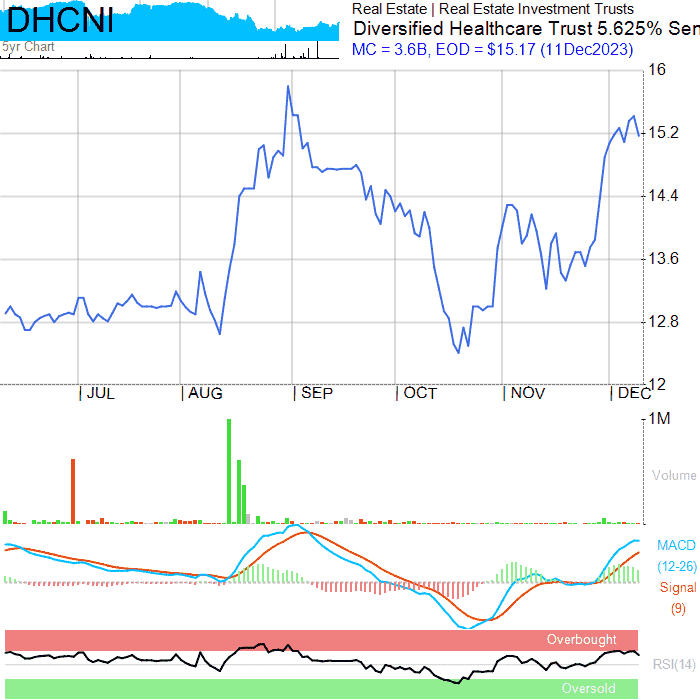 DHCNI
5yr Chart
Real Estate | Real Estate Investment Trusts
Diversified Healthcare Trust 5.625% Sen
MC = 3.6B, EOD = $15.17 (11Dec2023)
16
15.2
14.4
13.6
12.8
12
JUL AUG SEP OCT NOV DEC
1M
Volume
MACD
(12-26)
Signal
(9)
Overbought
RSI(14)
Oversold